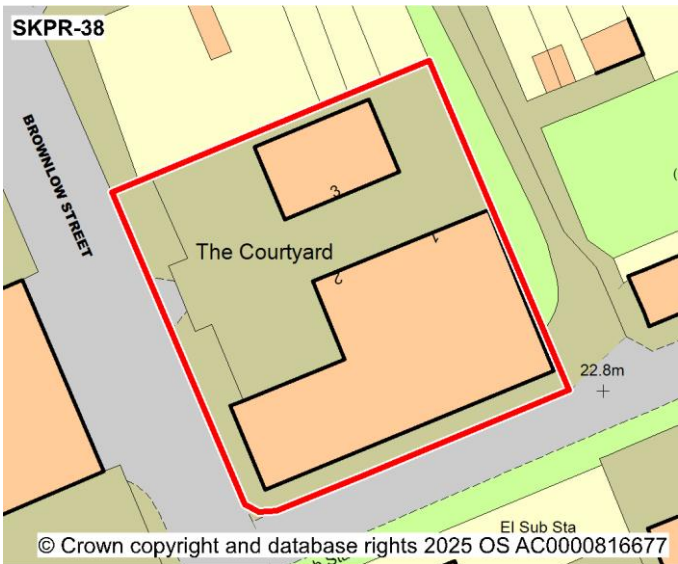 SKPR-38
BROWNLOW STREET
3
The Courtyard
1
2
22.8m
El Sub Sta
© Crown copyright and database rights 2025 OS AC0000816677